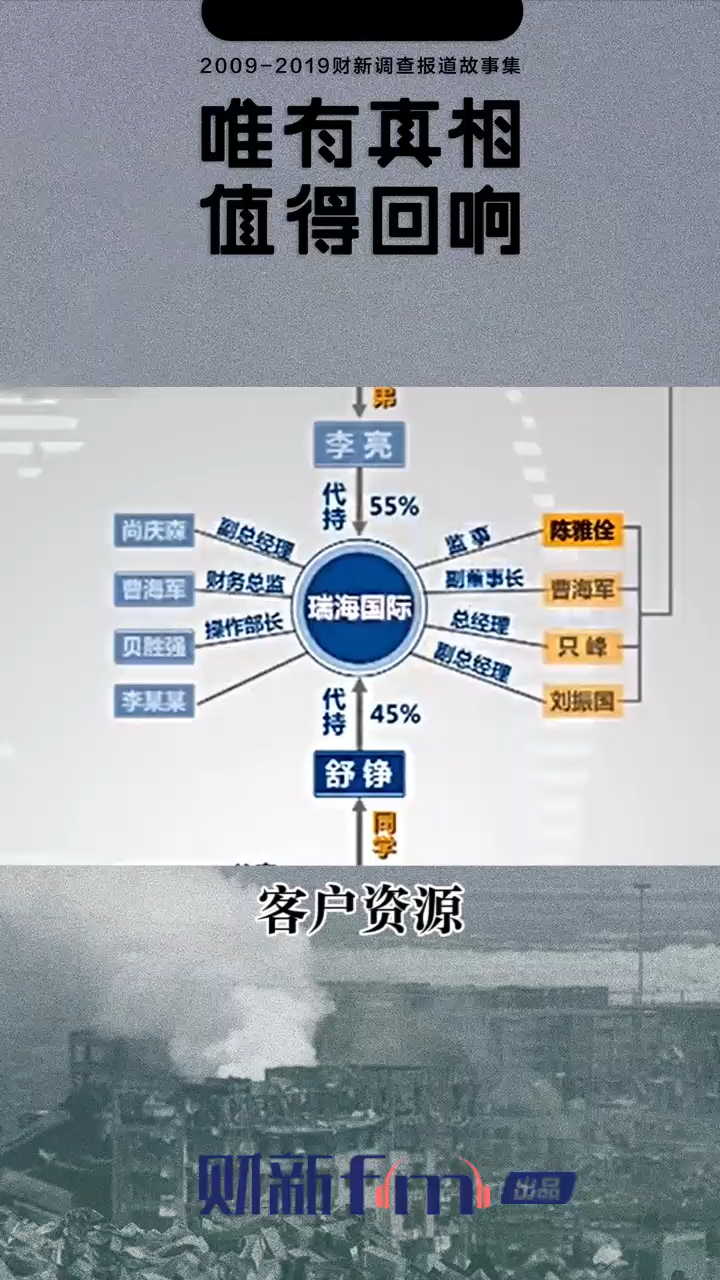 2009-2019财新调查报道故事集
唯有真相
值得回响
弟
李亮
代持
55%
尚庆森
副总经理
监事
陈雅佺
曹海军
财务总监
副董事长
曹海军
瑞海国际
贝胜强
操作部长
总经理
只峰
李某某
副总经理
刘振国
代持
45%
舒铮
同学
客户资源
财新fm
出品